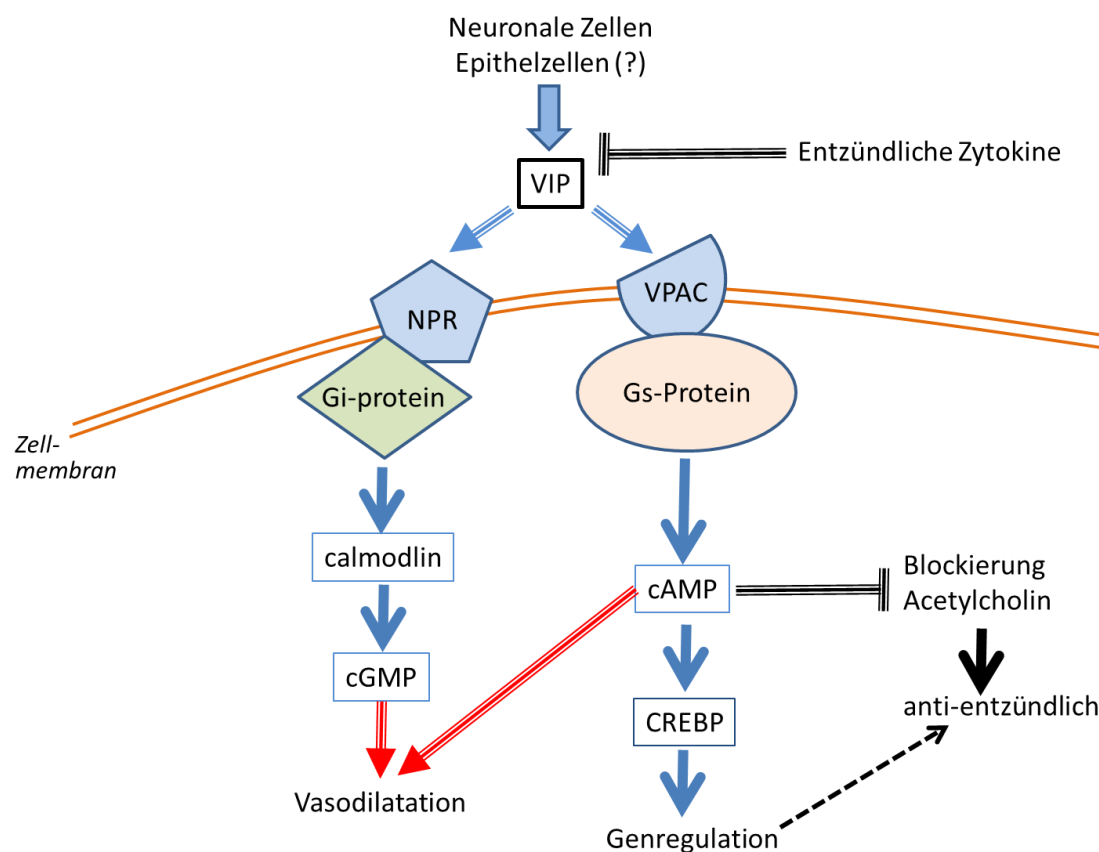 Neuronale Zellen
Epithelzellen (?)
Entzündliche Zytokine
VIP
VPAC
NPR
Gi-protein
Gs-Protein
Zell-
membran
calmodlin
cAMP
Blockierung
Acetylcholin
cGMP
CREBP
anti-entzündlich
Vasodilatation
Genregulation